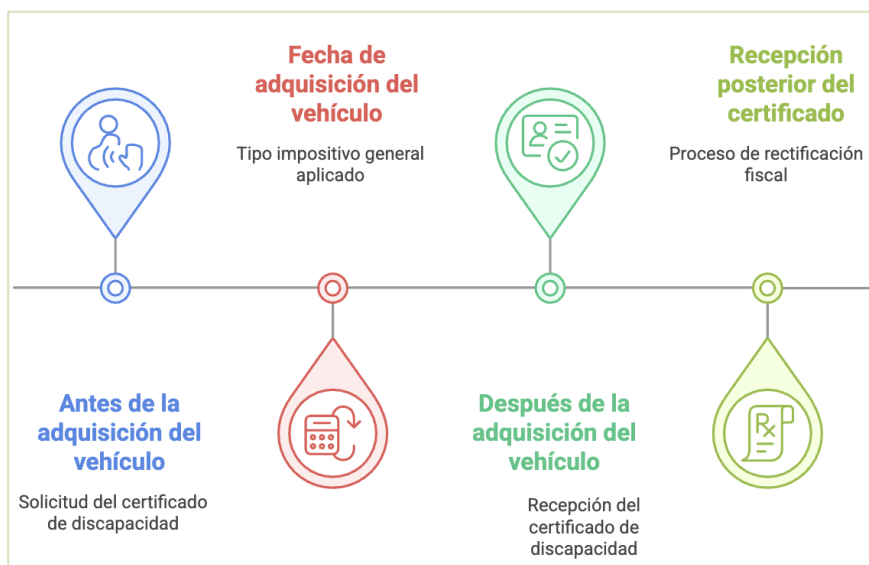 Antes de la
adquisición del
vehículo
Solicitud del certificado
de discapacidad
Fecha de
adquisición del
vehículo
Tipo impositivo general
aplicado
Después de la
adquisición del
vehículo
Recepción del
certificado de
discapacidad
Recepción
posterior del
certificado
Proceso de rectificación
fiscal
Rx